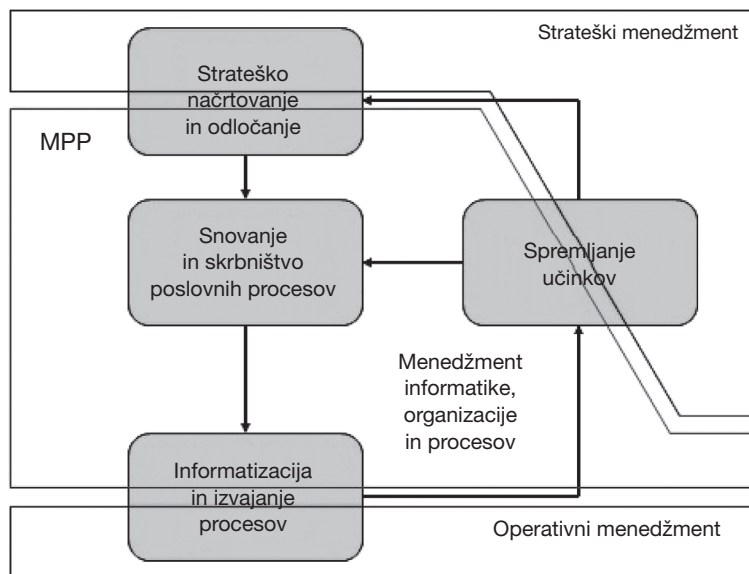 Strateški menedžment
Strateško
načrtovanje
in odločanje
MPP
Snovanje
in skrbništvo
poslovnih procesov
Spremljanje
učinkov
Menedžment
informatike,
organizacije
in procesov
Informatizacija
in izvajanje
procesov
Operativni menedžment